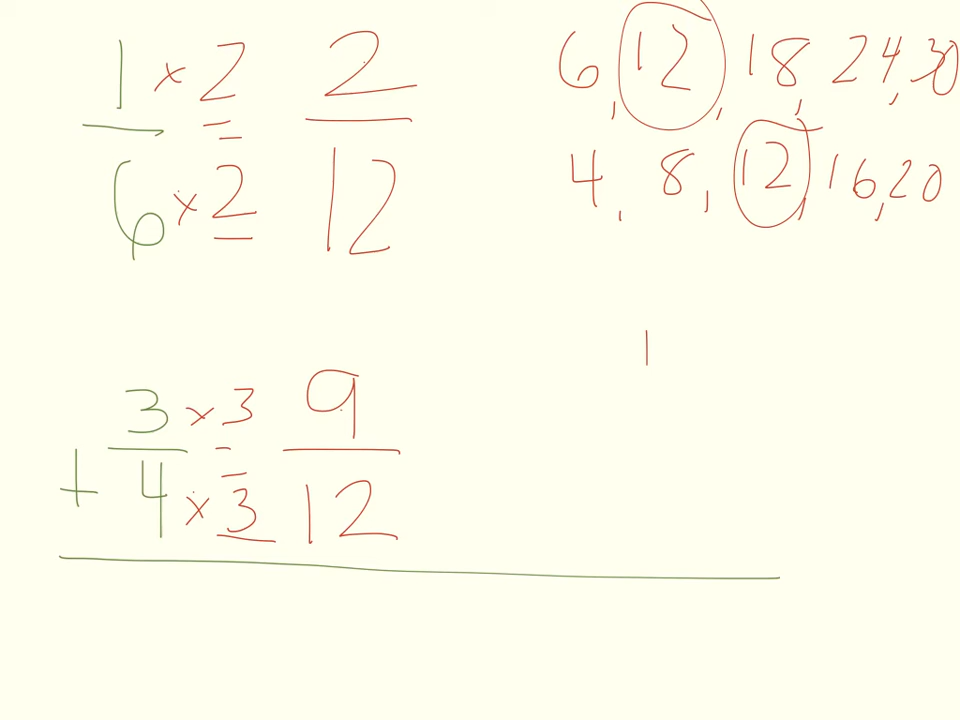 1 × 2 = 2
6 × 2 = 12
6, 12, 18, 24, 30
4, 8, 12, 16, 20
1
3 × 3 = 9
+ 4 × 3 = 12